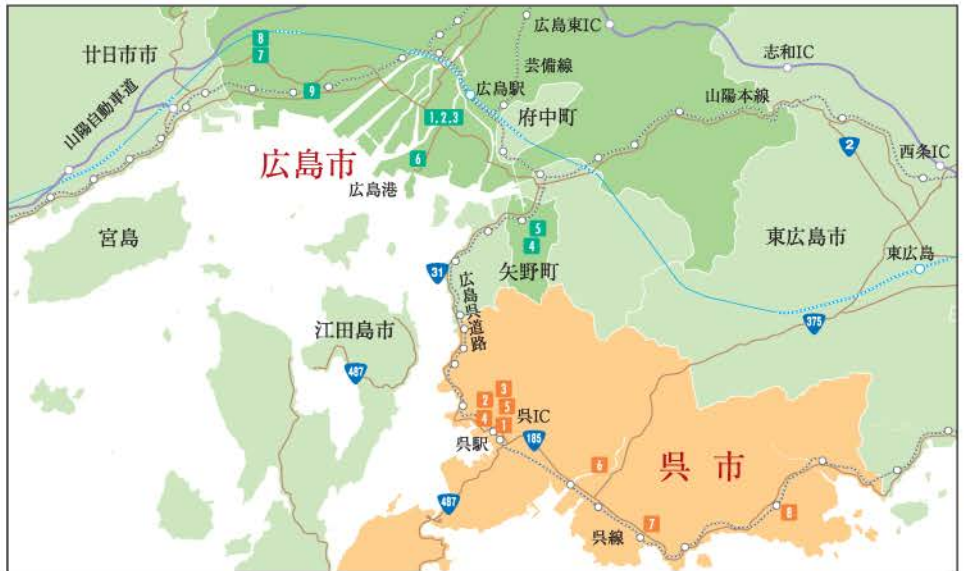 広島東IC
廿日市市
8
7
志和IC
芸備線
山陽自動車道
9
広島駅
府中町
山陽本線
1,2,3
2
西条IC
広島市
6
広島港
宮島
5
4
東広島市
東広島
31
矢野町
広島呉道路
江田島市
375
487
3
2
5
4
1
呉IC
呉駅
185
呉市
6
487
8
7
呉線